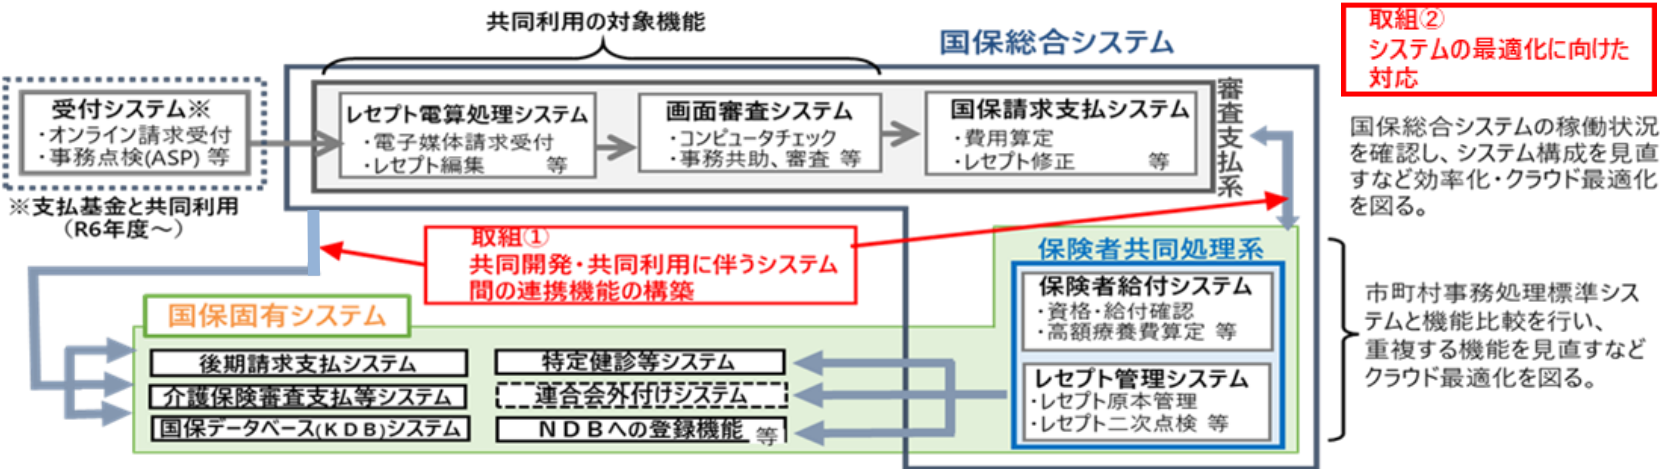 共同利用の対象機能
国保総合システム
取組②
システムの最適化に向けた
対応
受付システム※
・オンライン請求受付
・事務点検(ASP) 等
※支払基金と共同利用
（R6年度～）
レセプト電算処理システム
・電子媒体請求受付
・レセプト編集 等
画面審査システム
・コンピュータチェック
・事務共助、審査 等
国保請求支払システム
・費用算定
・レセプト修正 等
審査支払系
国保総合システムの稼働状況
を確認し、システム構成を見直
すなど効率化・クラウド最適化
を図る。
取組①
共同開発・共同利用に伴うシステム
間の連携機能の構築
保険者共同処理系
保険者給付システム
・資格・給付確認
・高額療養費算定 等
レセプト管理システム
・レセプト原本管理
・レセプト二次点検 等
市町村事務処理標準シス
テムと機能比較を行い、
重複する機能を見直すなど
クラウド最適化を図る。
国保固有システム
後期請求支払システム
介護保険審査支払等システム
国保データベース(ＫＤＢ)システム
特定健診等システム
連合会外付けシステム
ＮＤＢへの登録機能 等